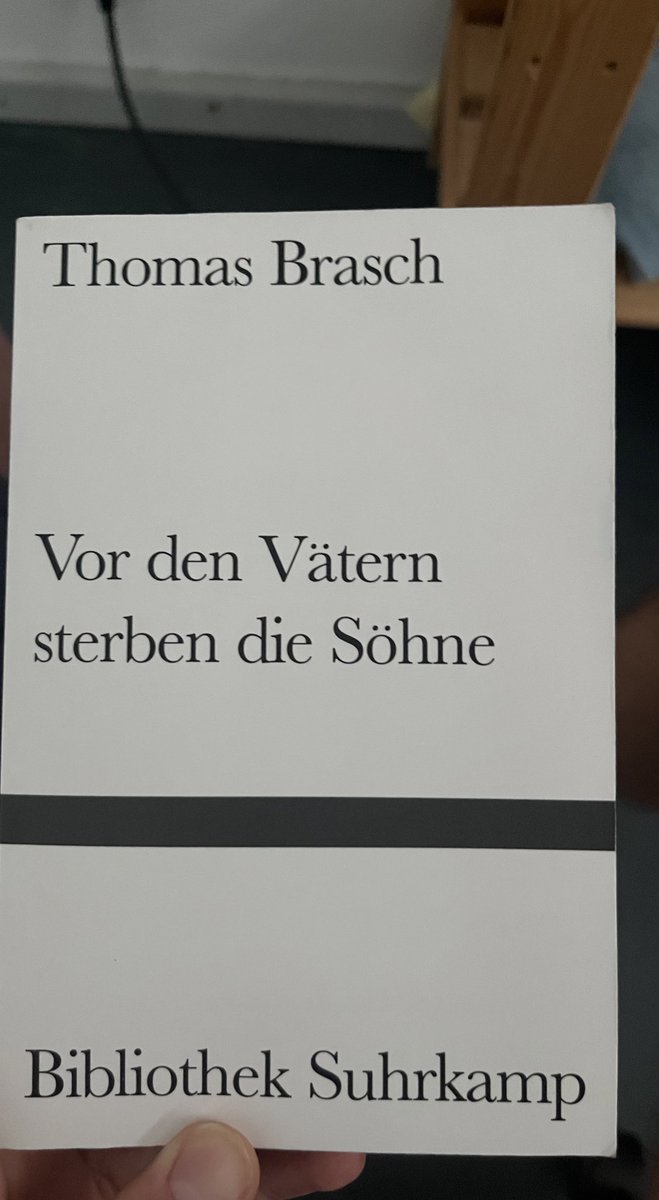 Thomas Brasch
Vor den Vätern
sterben die Söhne
Bibliothek Suhrkamp